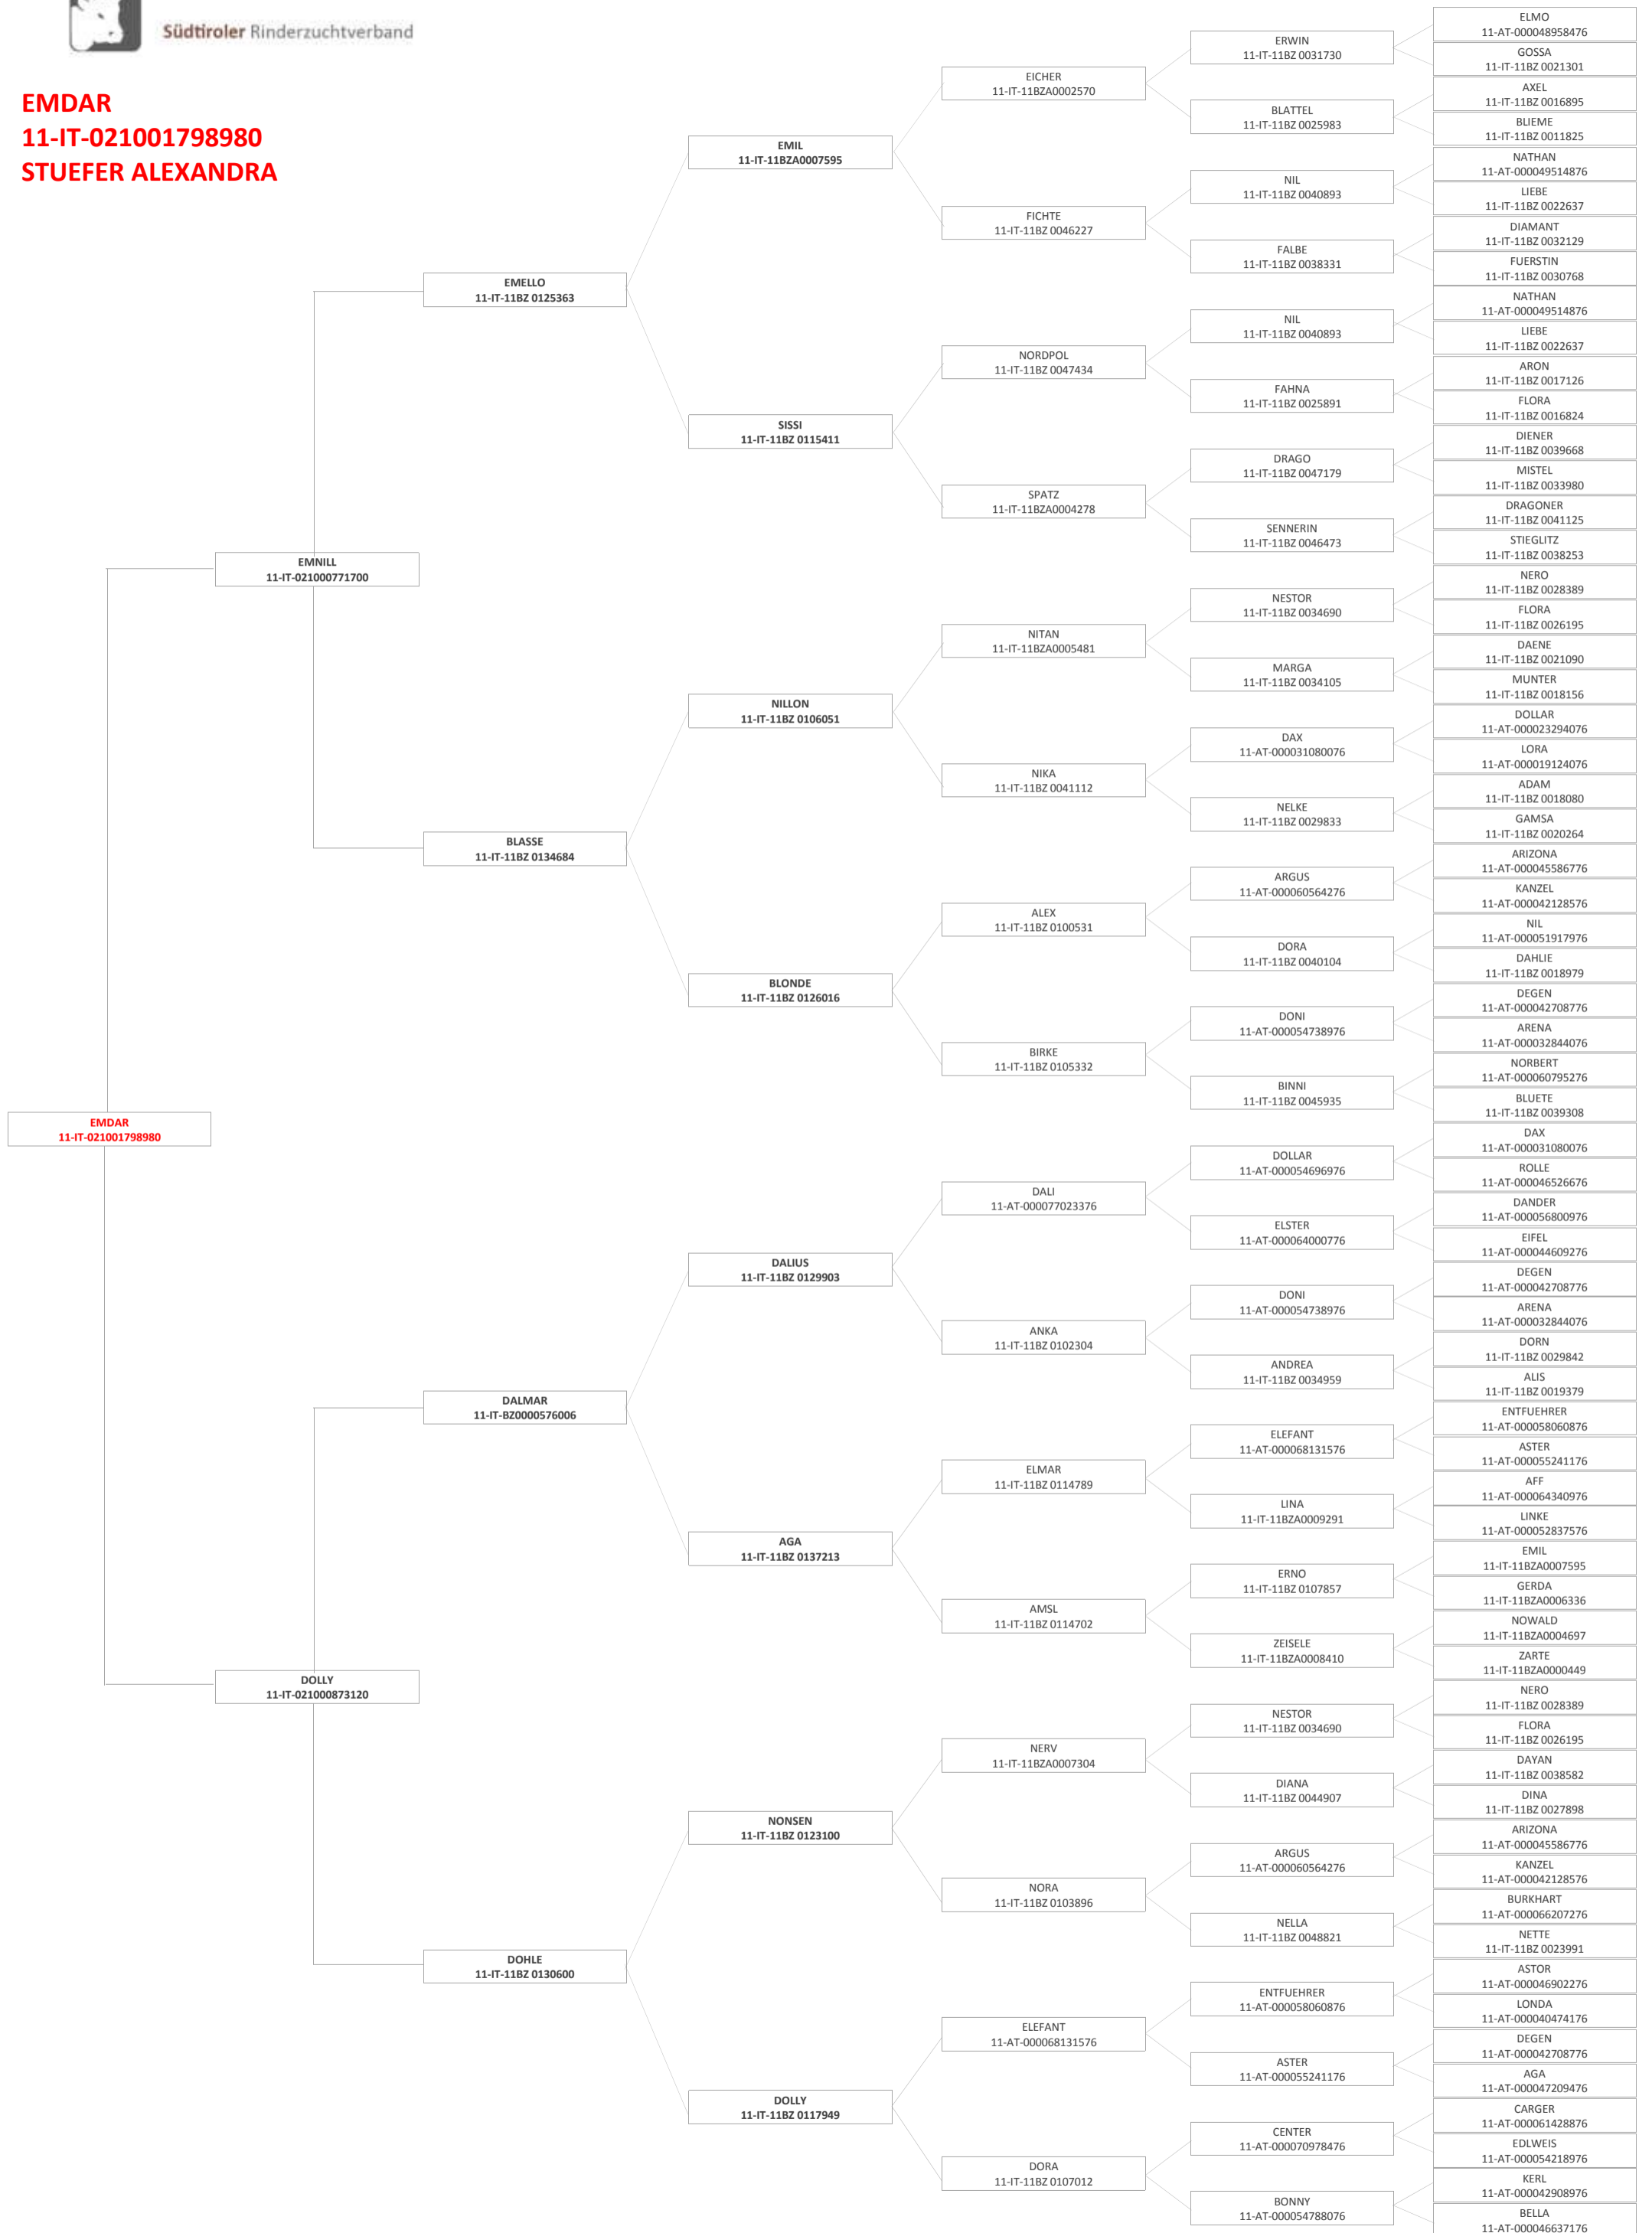 Südtiroler Rinderzuchtverband
EMDAR
11-IT-021001798980
STUEFER ALEXANDRA
EMDAR
11-IT-021001798980
EMNILL
11-IT-021000771700
DOLLY
11-IT-021000873120
EMELLO
11-IT-11BZ 0125363
BLASSE
11-IT-11BZ 0134684
DALMAR
11-IT-BZ0000576006
DOHLE
11-IT-11BZ 0130600
EMIL
11-IT-11BZA0007595
SISSI
11-IT-11BZ 0115411
NILLON
11-IT-11BZ 0106051
BLONDE
11-IT-11BZ 0126016
DALIUS
11-IT-11BZ 0129903
AGA
11-IT-11BZ 0137213
NONSEN
11-IT-11BZ 0123100
DOLLY
11-IT-11BZ 0117949
EICHER
11-IT-11BZA0002570
FICHTE
11-IT-11BZ 0046227
NORDPOL
11-IT-11BZ 0047434
SPATZ
11-IT-11BZA0004278
NITAN
11-IT-11BZA0005481
NIKA
11-IT-11BZ 0041112
ALEX
11-IT-11BZ 0100531
BIRKE
11-IT-11BZ 0105332
DALI
11-AT-000077023376
ANKA
11-IT-11BZ 0102304
ELMAR
11-IT-11BZ 0114789
AMSL
11-IT-11BZ 0114702
NERV
11-IT-11BZA0007304
NORA
11-IT-11BZ 0103896
ELEFANT
11-AT-000068131576
DORA
11-IT-11BZ 0107012
ERWIN
11-IT-11BZ 0031730
BLATTEL
11-IT-11BZ 0025983
NIL
11-IT-11BZ 0040893
FALBE
11-IT-11BZ 0038331
NIL
11-IT-11BZ 0040893
FAHNA
11-IT-11BZ 0025891
DRAGO
11-IT-11BZ 0047179
SENNERIN
11-IT-11BZ 0046473
NESTOR
11-IT-11BZ 0034690
MARGA
11-IT-11BZ 0034105
DAX
11-AT-000031080076
NELKE
11-IT-11BZ 0029833
ARGUS
11-AT-000060564276
DORA
11-IT-11BZ 0040104
DONI
11-AT-000054738976
BINNI
11-IT-11BZ 0045935
DOLLAR
11-AT-000054696976
ELSTER
11-AT-000064000776
DONI
11-AT-000054738976
ANDREA
11-IT-11BZ 0034959
ELEFANT
11-AT-000068131576
LINA
11-IT-11BZA0009291
ERNO
11-IT-11BZ 0107857
ZEISELE
11-IT-11BZA0008410
NESTOR
11-IT-11BZ 0034690
DIANA
11-IT-11BZ 0044907
ARGUS
11-AT-000060564276
NELLA
11-IT-11BZ 0048821
ENTFUEHRER
11-AT-000058060876
ASTER
11-AT-000055241176
CENTER
11-AT-000070978476
BONNY
11-AT-000054788076
ELMO
11-AT-000048958476
GOSSA
11-IT-11BZ 0021301
AXEL
11-IT-11BZ 0016895
BLIEME
11-IT-11BZ 0011825
NATHAN
11-AT-000049514876
LIEBE
11-IT-11BZ 0022637
DIAMANT
11-IT-11BZ 0032129
FUERSTIN
11-IT-11BZ 0030768
NATHAN
11-AT-000049514876
LIEBE
11-IT-11BZ 0022637
ARON
11-IT-11BZ 0017126
FLORA
11-IT-11BZ 0016824
DIENER
11-IT-11BZ 0039668
MISTEL
11-IT-11BZ 0033980
DRAGONER
11-IT-11BZ 0041125
STIEGLITZ
11-IT-11BZ 0038253
NERO
11-IT-11BZ 0028389
FLORA
11-IT-11BZ 0026195
DAENE
11-IT-11BZ 0021090
MUNTER
11-IT-11BZ 0018156
DOLLAR
11-AT-000023294076
LORA
11-AT-000019124076
ADAM
11-IT-11BZ 0018080
GAMSA
11-IT-11BZ 0020264
ARIZONA
11-AT-000045586776
KANZEL
11-AT-000042128576
NIL
11-AT-000051917976
DAHLIE
11-IT-11BZ 0018979
DEGEN
11-AT-000042708776
ARENA
11-AT-000032844076
NORBERT
11-AT-000060795276
BLUETE
11-IT-11BZ 0039308
DAX
11-AT-000031080076
ROLLE
11-AT-000046526676
DANDER
11-AT-000056800976
EIFEL
11-AT-000044609276
DEGEN
11-AT-000042708776
ARENA
11-AT-000032844076
DORN
11-IT-11BZ 0029842
ALIS
11-IT-11BZ 0019379
ENTFUEHRER
11-AT-000058060876
ASTER
11-AT-000055241176
AFF
11-AT-000064340976
LINKE
11-AT-000052837576
EMIL
11-IT-11BZA0007595
GERDA
11-IT-11BZA0006336
NOWALD
11-IT-11BZA0004697
ZARTE
11-IT-11BZA0000449
NERO
11-IT-11BZ 0028389
FLORA
11-IT-11BZ 0026195
DAYAN
11-IT-11BZ 0038582
DINA
11-IT-11BZ 0027898
ARIZONA
11-AT-000045586776
KANZEL
11-AT-000042128576
BURKHART
11-AT-000066207276
NETTE
11-IT-11BZ 0023991
ASTOR
11-AT-000046902276
LONDA
11-AT-000040474176
DEGEN
11-AT-000042708776
AGA
11-AT-000047209476
CARGER
11-AT-000061428876
EDLWEIS
11-AT-000054218976
KERL
11-AT-000042908976
BELLA
11-AT-000046637176